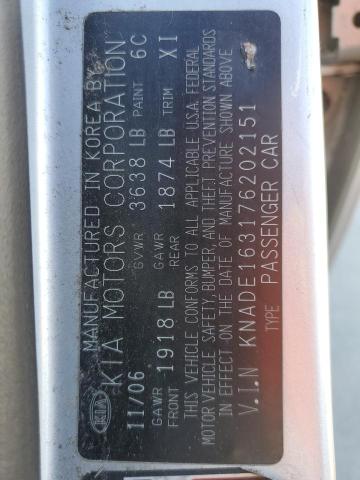 MANUFACTURED IN KOREA BY
KIA KIA MOTORS CORPORATION
11/06 GVWR 3638 LB PAINT 6C
GAWR FRONT 1918 LB GAWR REAR 1874 LB TRIM XI
THIS VEHICLE CONFORMS TO ALL APPLICABLE U.S.A. FEDERAL
MOTOR VEHICLE SAFETY, BUMPER, AND THEFT PREVENTION STANDARDS
IN EFFECT ON THE DATE OF MANUFACTURE SHOWN ABOVE
V.I.N KNADE163176202151
TYPE PASSENGER CAR